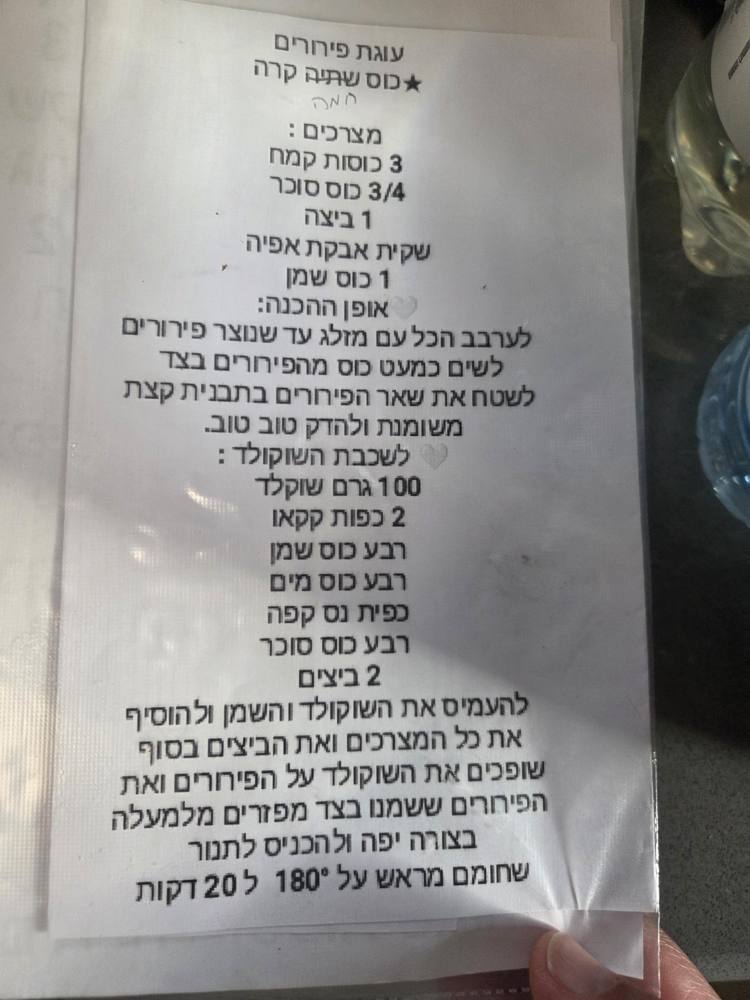 עוגת פירורים
★כוס שתיה קרה
חמה
מצרכים :
3 כוסות קמח
3/4 כוס סוכר
1 ביצה
שקית אבקת אפיה
1 כוס שמן
🤍אופן ההכנה:
לערבב הכל עם מזלג עד שנוצר פירורים
לשים כמעט כוס מהפירורים בצד
לשטח את שאר הפירורים בתבנית קצת
משומנת ולהדק טוב טוב.
🤍 לשכבת השוקולד :
100 גרם שוקלד
2 כפות קקאו
רבע כוס שמן
רבע כוס מים
כפית נס קפה
רבע כוס סוכר
2 ביצים
להעמיס את השוקולד והשמן ולהוסיף
את כל המצרכים ואת הביצים בסוף
שופכים את השוקולד על הפירורים ואת
הפירורים ששמנו בצד מפזרים מלמעלה
בצורה יפה ולהכניס לתנור
שחומם מראש על 180° ל 20 דקות